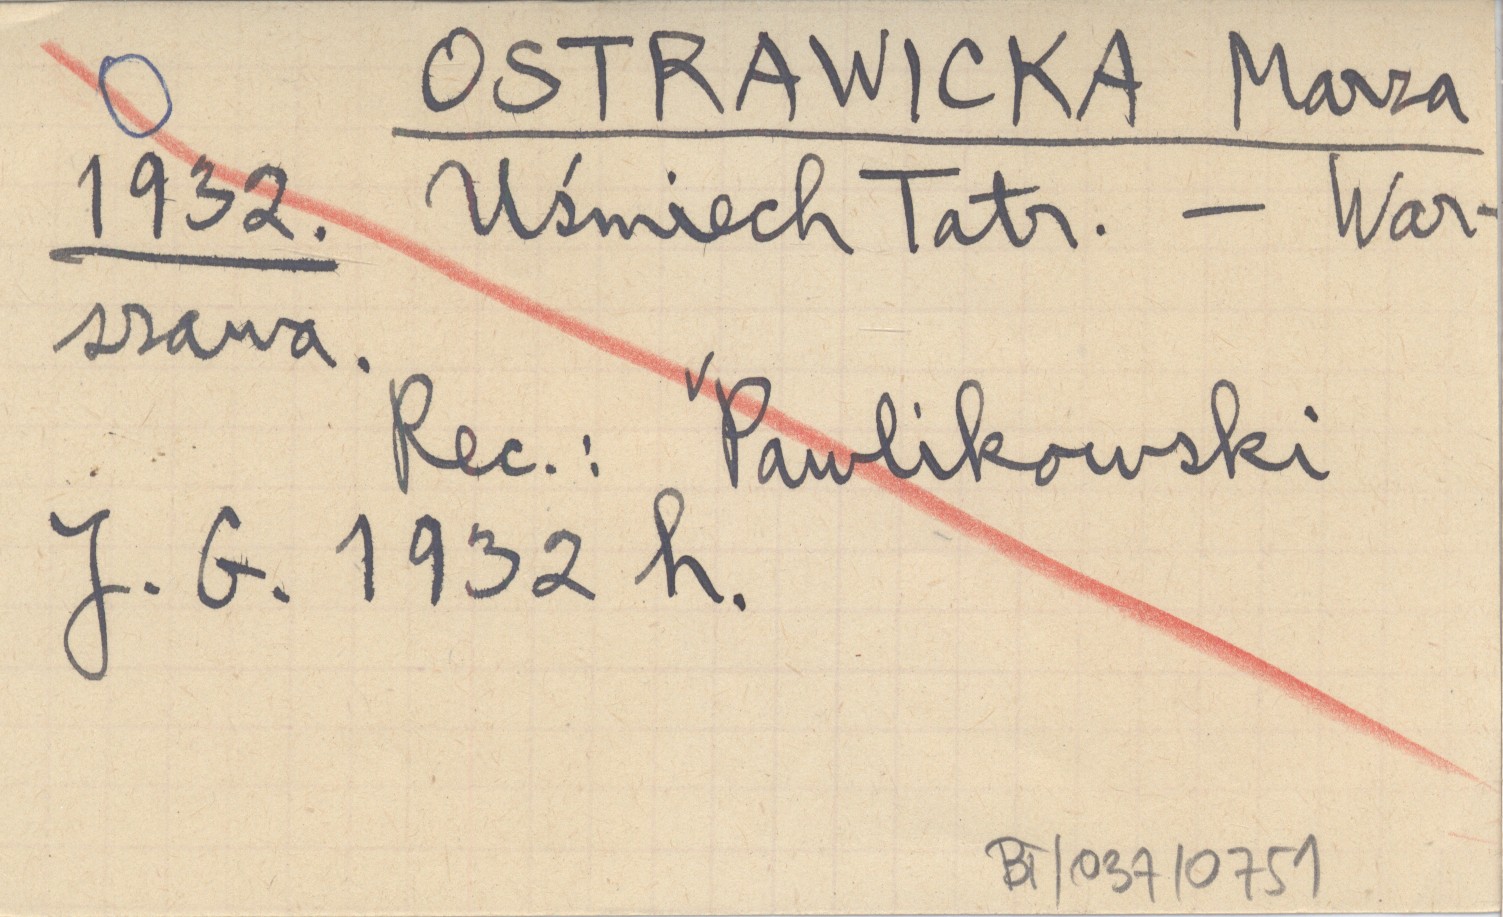 OSTRAWICKA Marza
1932. Uśmiech Tatr. — War-
szawa.
Rec.: Pawlikowski
J. G. 1932 h.
BT/037/0751